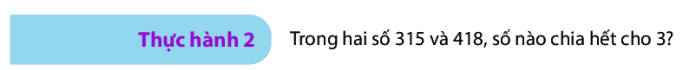 Thực hành 2 Trong hai số 315 và 418, số nào chia hết cho 3?